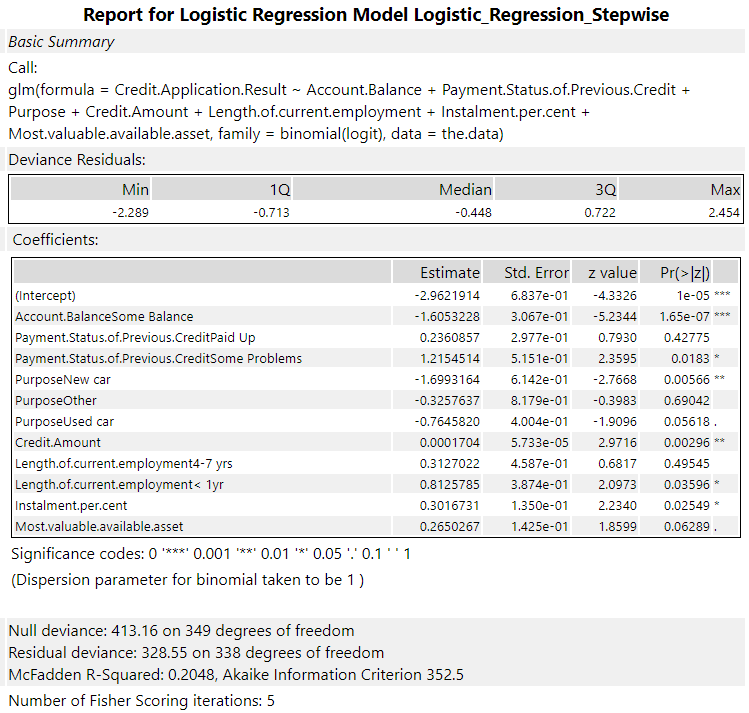 Report for Logistic Regression Model Logistic_Regression_Stepwise
Basic Summary
Call:
glm(formula = Credit.Application.Result ~ Account.Balance + Payment.Status.of.Previous.Credit +
Purpose + Credit.Amount + Length.of.current.employment + Instalment.per.cent +
Most.valuable.available.asset, family = binomial(logit), data = the.data)
Deviance Residuals:
Min 1Q Median 3Q Max
-2.289 -0.713 -0.448 0.722 2.454
Coefficients:
Estimate Std. Error z value Pr(>|z|)
(Intercept) -2.9621914 6.837e-01 -4.3326 1e-05 ***
Account.BalanceSome Balance -1.6053228 3.067e-01 -5.2344 1.65e-07 ***
Payment.Status.of.Previous.CreditPaid Up 0.2360857 2.977e-01 0.7930 0.42775
Payment.Status.of.Previous.CreditSome Problems 1.2154514 5.151e-01 2.3595 0.0183 *
PurposeNew car -1.6993164 6.142e-01 -2.7668 0.00566 **
PurposeOther -0.3257637 8.179e-01 -0.3983 0.69042
PurposeUsed car -0.7645820 4.004e-01 -1.9096 0.05618 .
Credit.Amount 0.0001704 5.733e-05 2.9716 0.00296 **
Length.of.current.employment4-7 yrs 0.3127022 4.587e-01 0.6817 0.49545
Length.of.current.employment< 1yr 0.8125785 3.874e-01 2.0973 0.03596 *
Instalment.per.cent 0.3016731 1.350e-01 2.2340 0.02549 *
Most.valuable.available.asset 0.2650267 1.425e-01 1.8599 0.06289 .
Significance codes: 0 '***' 0.001 '**' 0.01 '*' 0.05 '.' 0.1 ' ' 1
(Dispersion parameter for binomial taken to be 1 )
Null deviance: 413.16 on 349 degrees of freedom
Residual deviance: 328.55 on 338 degrees of freedom
McFadden R-Squared: 0.2048, Akaike Information Criterion 352.5
Number of Fisher Scoring iterations: 5